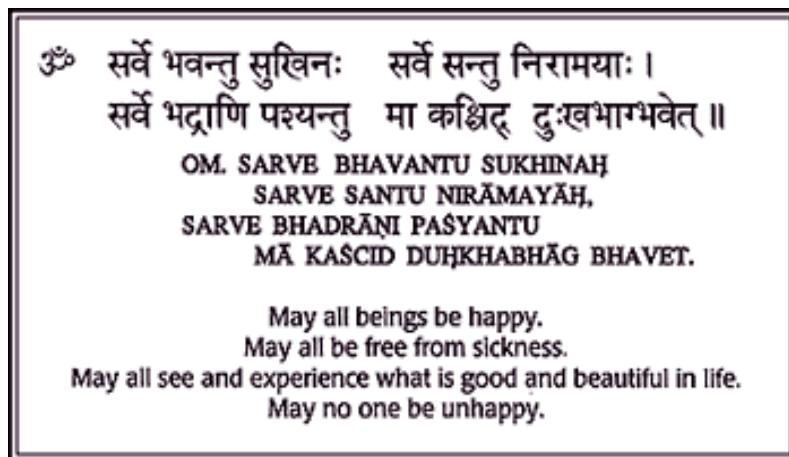 ॐ सर्वे भवन्तु सुखिनः सर्वे सन्तु निरामयाः ।
सर्वे भद्राणि पश्यन्तु मा कश्चिद् दुःखभाग्भवेत् ॥
OM. SARVE BHAVANTU SUKHINAḤ
SARVE SANTU NIRĀMAYĀḤ,
SARVE BHADRĀṆI PAŚYANTU
MĀ KAŚCID DUḤKHABHĀG BHAVET.
May all beings be happy.
May all be free from sickness.
May all see and experience what is good and beautiful in life.
May no one be unhappy.